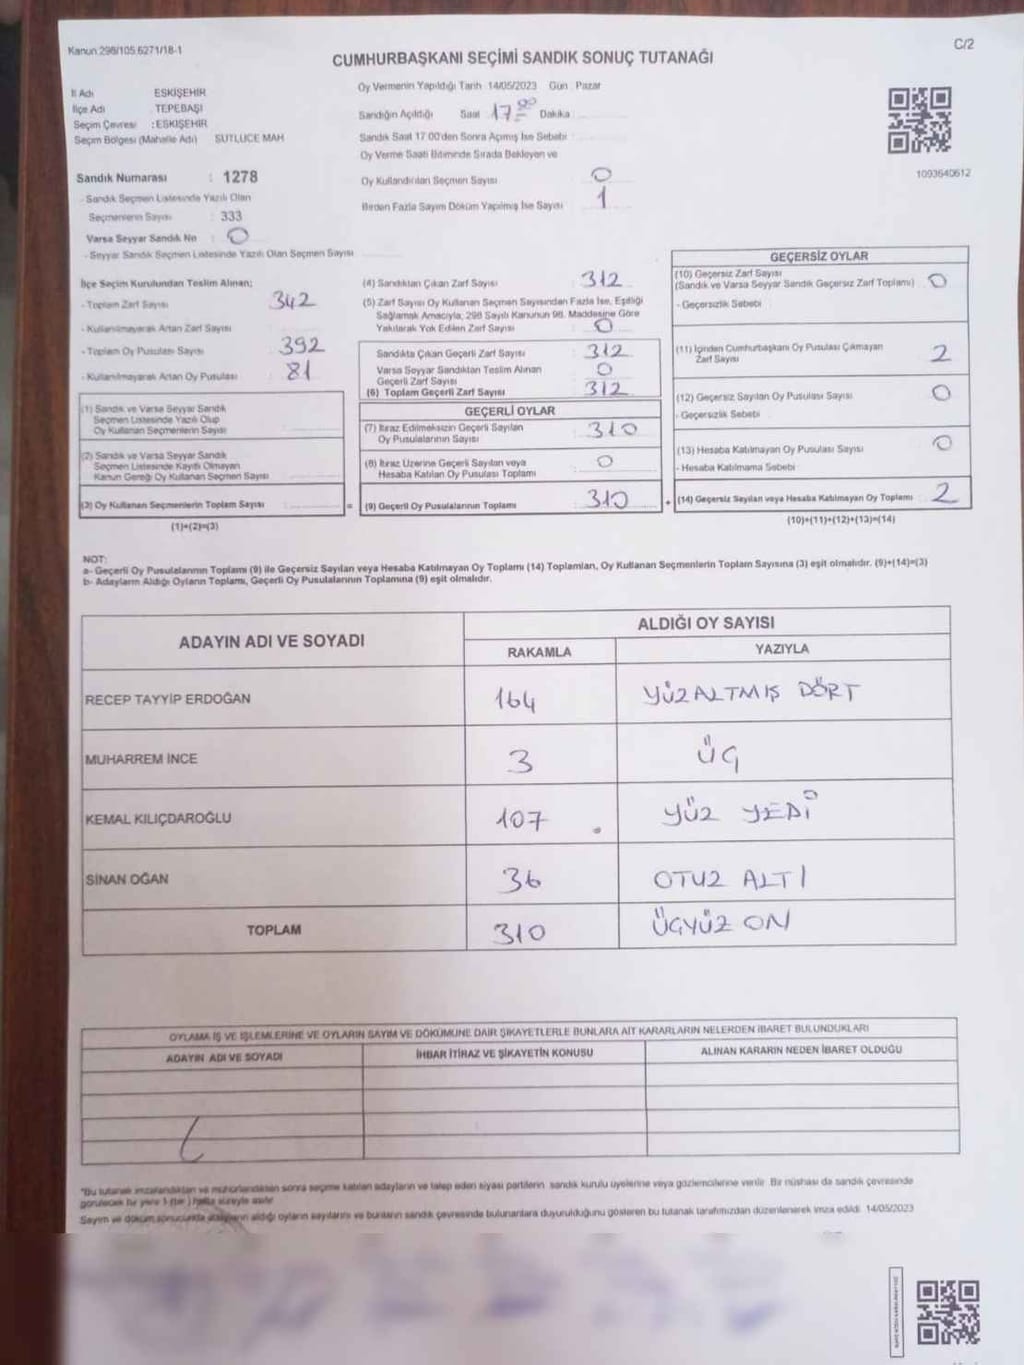 Kanun:298/105.6271/18-1
C/2
CUMHURBAŞKANI SEÇİMİ SANDIK SONUÇ TUTANAĞI
İl Adı ESKİŞEHİR
İlçe Adı : TEPEBAŞI
Seçim Çevresi :ESKİŞEHİR
Seçim Bölgesi (Mahalle Adı) SUTLUCE MAH
Sandık Numarası : 1278
- Sandık Seçmen Listesinde Yazılı Olan
Seçmenlerin Sayısı : 333
Varsa Seyyar Sandık No : 0
- Seyyar Sandık Seçmen Listesinde Yazılı Olan Seçmen Sayısı
Oy Vermenin Yapıldığı Tarih 14/05/2023 Gün : Pazar
Sandığın Açıldığı Saat 17 00 Dakika
Sandık Saat 17.00'den Sonra Açılmış İse Sebebi :
Oy Verme Saati Bitiminde Sırada Bekleyen ve
Oy Kullandırılan Seçmen Sayısı 0
Birden Fazla Sayım Döküm Yapılmış İse Sayısı 1
1093640612
İlçe Seçim Kurulundan Teslim Alınan;
- Toplam Zarf Sayısı 342
- Kullanılmayarak Artan Zarf Sayısı
- Toplam Oy Pusulası Sayısı 392
- Kullanılmayarak Artan Oy Pusulası 81
(1) Sandık ve Varsa Seyyar Sandık
Seçmen Listesinde Yazılı Olup
Oy Kullanan Seçmenlerin Sayısı
(2) Sandık ve Varsa Seyyar Sandık
Seçmen Listesinde Kayıtlı Olmayan
Kanun Gereği Oy Kullanan Seçmen Sayısı
(3) Oy Kullanan Seçmenlerin Toplam Sayısı
(1)+(2)=(3)
=
(4) Sandıktan Çıkan Zarf Sayısı : 312
(5) Zarf Sayısı Oy Kullanan Seçmen Sayısından Fazla İse, Eşitliği
Sağlamak Amacıyla, 298 Sayılı Kanunun 98. Maddesine Göre
Yakılarak Yok Edilen Zarf Sayısı : 0
Sandıkta Çıkan Geçerli Zarf Sayısı : 312
Varsa Seyyar Sandıktan Teslim Alınan
Geçerli Zarf Sayısı : 0
(6) Toplam Geçerli Zarf Sayısı : 312
GEÇERLİ OYLAR
(7) İtiraz Edilmeksizin Geçerli Sayılan
Oy Pusulalarının Sayısı : 310
(8) İtiraz Üzerine Geçerli Sayılan veya
Hesaba Katılan Oy Pusulası Toplamı 0
(9) Geçerli Oy Pusulalarının Toplamı : 310
+
GEÇERSİZ OYLAR
(10) Geçersiz Zarf Sayısı
(Sandık ve Varsa Seyyar Sandık Geçersiz Zarf Toplamı) 0
- Geçersizlik Sebebi
(11) İçinden Cumhurbaşkanı Oy Pusulası Çıkmayan
Zarf Sayısı 2
(12) Geçersiz Sayılan Oy Pusulası Sayısı 0
- Geçersizlik Sebebi
(13) Hesaba Katılmayan Oy Pusulası Sayısı 0
- Hesaba Katılmama Sebebi
(14) Geçersiz Sayılan veya Hesaba Katılmayan Oy Toplamı 2
(10)+(11)+(12)+(13)=(14)
NOT:
a- Geçerli Oy Pusulalarının Toplamı (9) ile Geçersiz Sayılan veya Hesaba Katılmayan Oy Toplamı (14) Toplamları, Oy Kullanan Seçmenlerin Toplam Sayısına (3) eşit olmalıdır. (9)+(14)=(3)
b- Adayların Aldığı Oyların Toplamı, Geçerli Oy Pusulalarının Toplamına (9) eşit olmalıdır.
ADAYIN ADI VE SOYADI
ALDIĞI OY SAYISI
RAKAMLA YAZIYLA
RECEP TAYYİP ERDOĞAN 164 YÜZALTMIŞ DÖRT
MUHARREM İNCE 3 ÜÇ
KEMAL KILIÇDAROĞLU 107 YÜZ YEDİ
SİNAN OĞAN 36 OTUZ ALTI
TOPLAM 310 ÜÇYÜZ ON
OYLAMA İŞ VE İŞLEMLERİNE VE OYLARIN SAYIM VE DÖKÜMÜNE DAİR ŞİKAYETLERLE BUNLARA AİT KARARLARIN NELERDEN İBARET BULUNDUKLARI
ADAYIN ADI VE SOYADI İHBAR İTİRAZ VE ŞİKAYETİN KONUSU ALINAN KARARIN NEDEN İBARET OLDUĞU
*Bu tutanak imzalandıktan ve mühürlendikten sonra seçime katılan adayların ve talep eden siyasi partilerin sandık kurulu üyelerine veya gözlemcilerine verilir. Bir nüshası da sandık çevresinde
görülecek bir yere 1 (bir) hafta süreyle asılır.
Sayım ve döküm sonucunda adayların aldığı oyların sayılarını ve bunların sandık çevresinde bulunanlara duyurulduğunu gösteren bu tutanak tarafımızdan düzenlenerek imza edildi. 14/05/2023